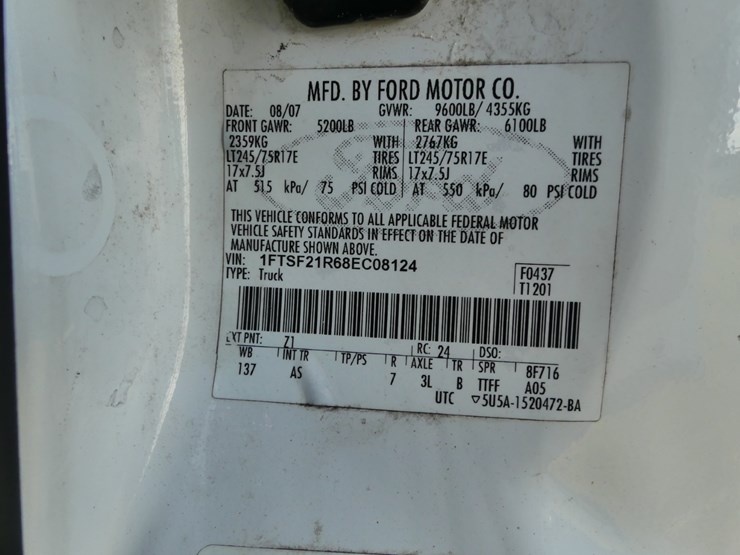 MFD. BY FORD MOTOR CO.
DATE: 08/07 GVWR: 9600LB/ 4355KG
FRONT GAWR: 5200LB REAR GAWR: 6100LB
2359KG WITH 2767KG WITH
LT245/75R17E TIRES LT245/75R17E TIRES
17x7.5J RIMS 17x7.5J RIMS
AT 515 kPa/ 75 PSI COLD AT 550 kPa/ 80 PSI COLD
THIS VEHICLE CONFORMS TO ALL APPLICABLE FEDERAL MOTOR
VEHICLE SAFETY STANDARDS IN EFFECT ON THE DATE OF
MANUFACTURE SHOWN ABOVE.
VIN: 1FTSF21R68EC08124 F0437
TYPE: Truck T1201
EXT PNT: Z1 RC: 24 DSO:
WB INT TR TP/PS R AXLE TR SPR 8F716
137 AS 7 3L B TTFF A05
UTC ▽5U5A-1520472-BA